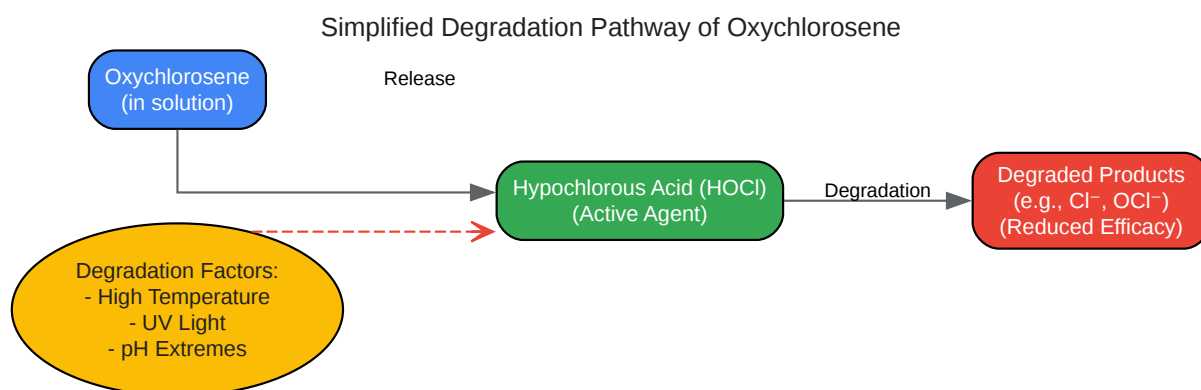 Simplified Degradation Pathway of Oxychlorosene
Oxychlorosene
(in solution)
Release
Hypochlorous Acid (HOCl)
(Active Agent)
Degradation
Degraded Products
(e.g., Cl⁻, OCl⁻)
(Reduced Efficacy)
Degradation Factors:
- High Temperature
- UV Light
- pH Extremes